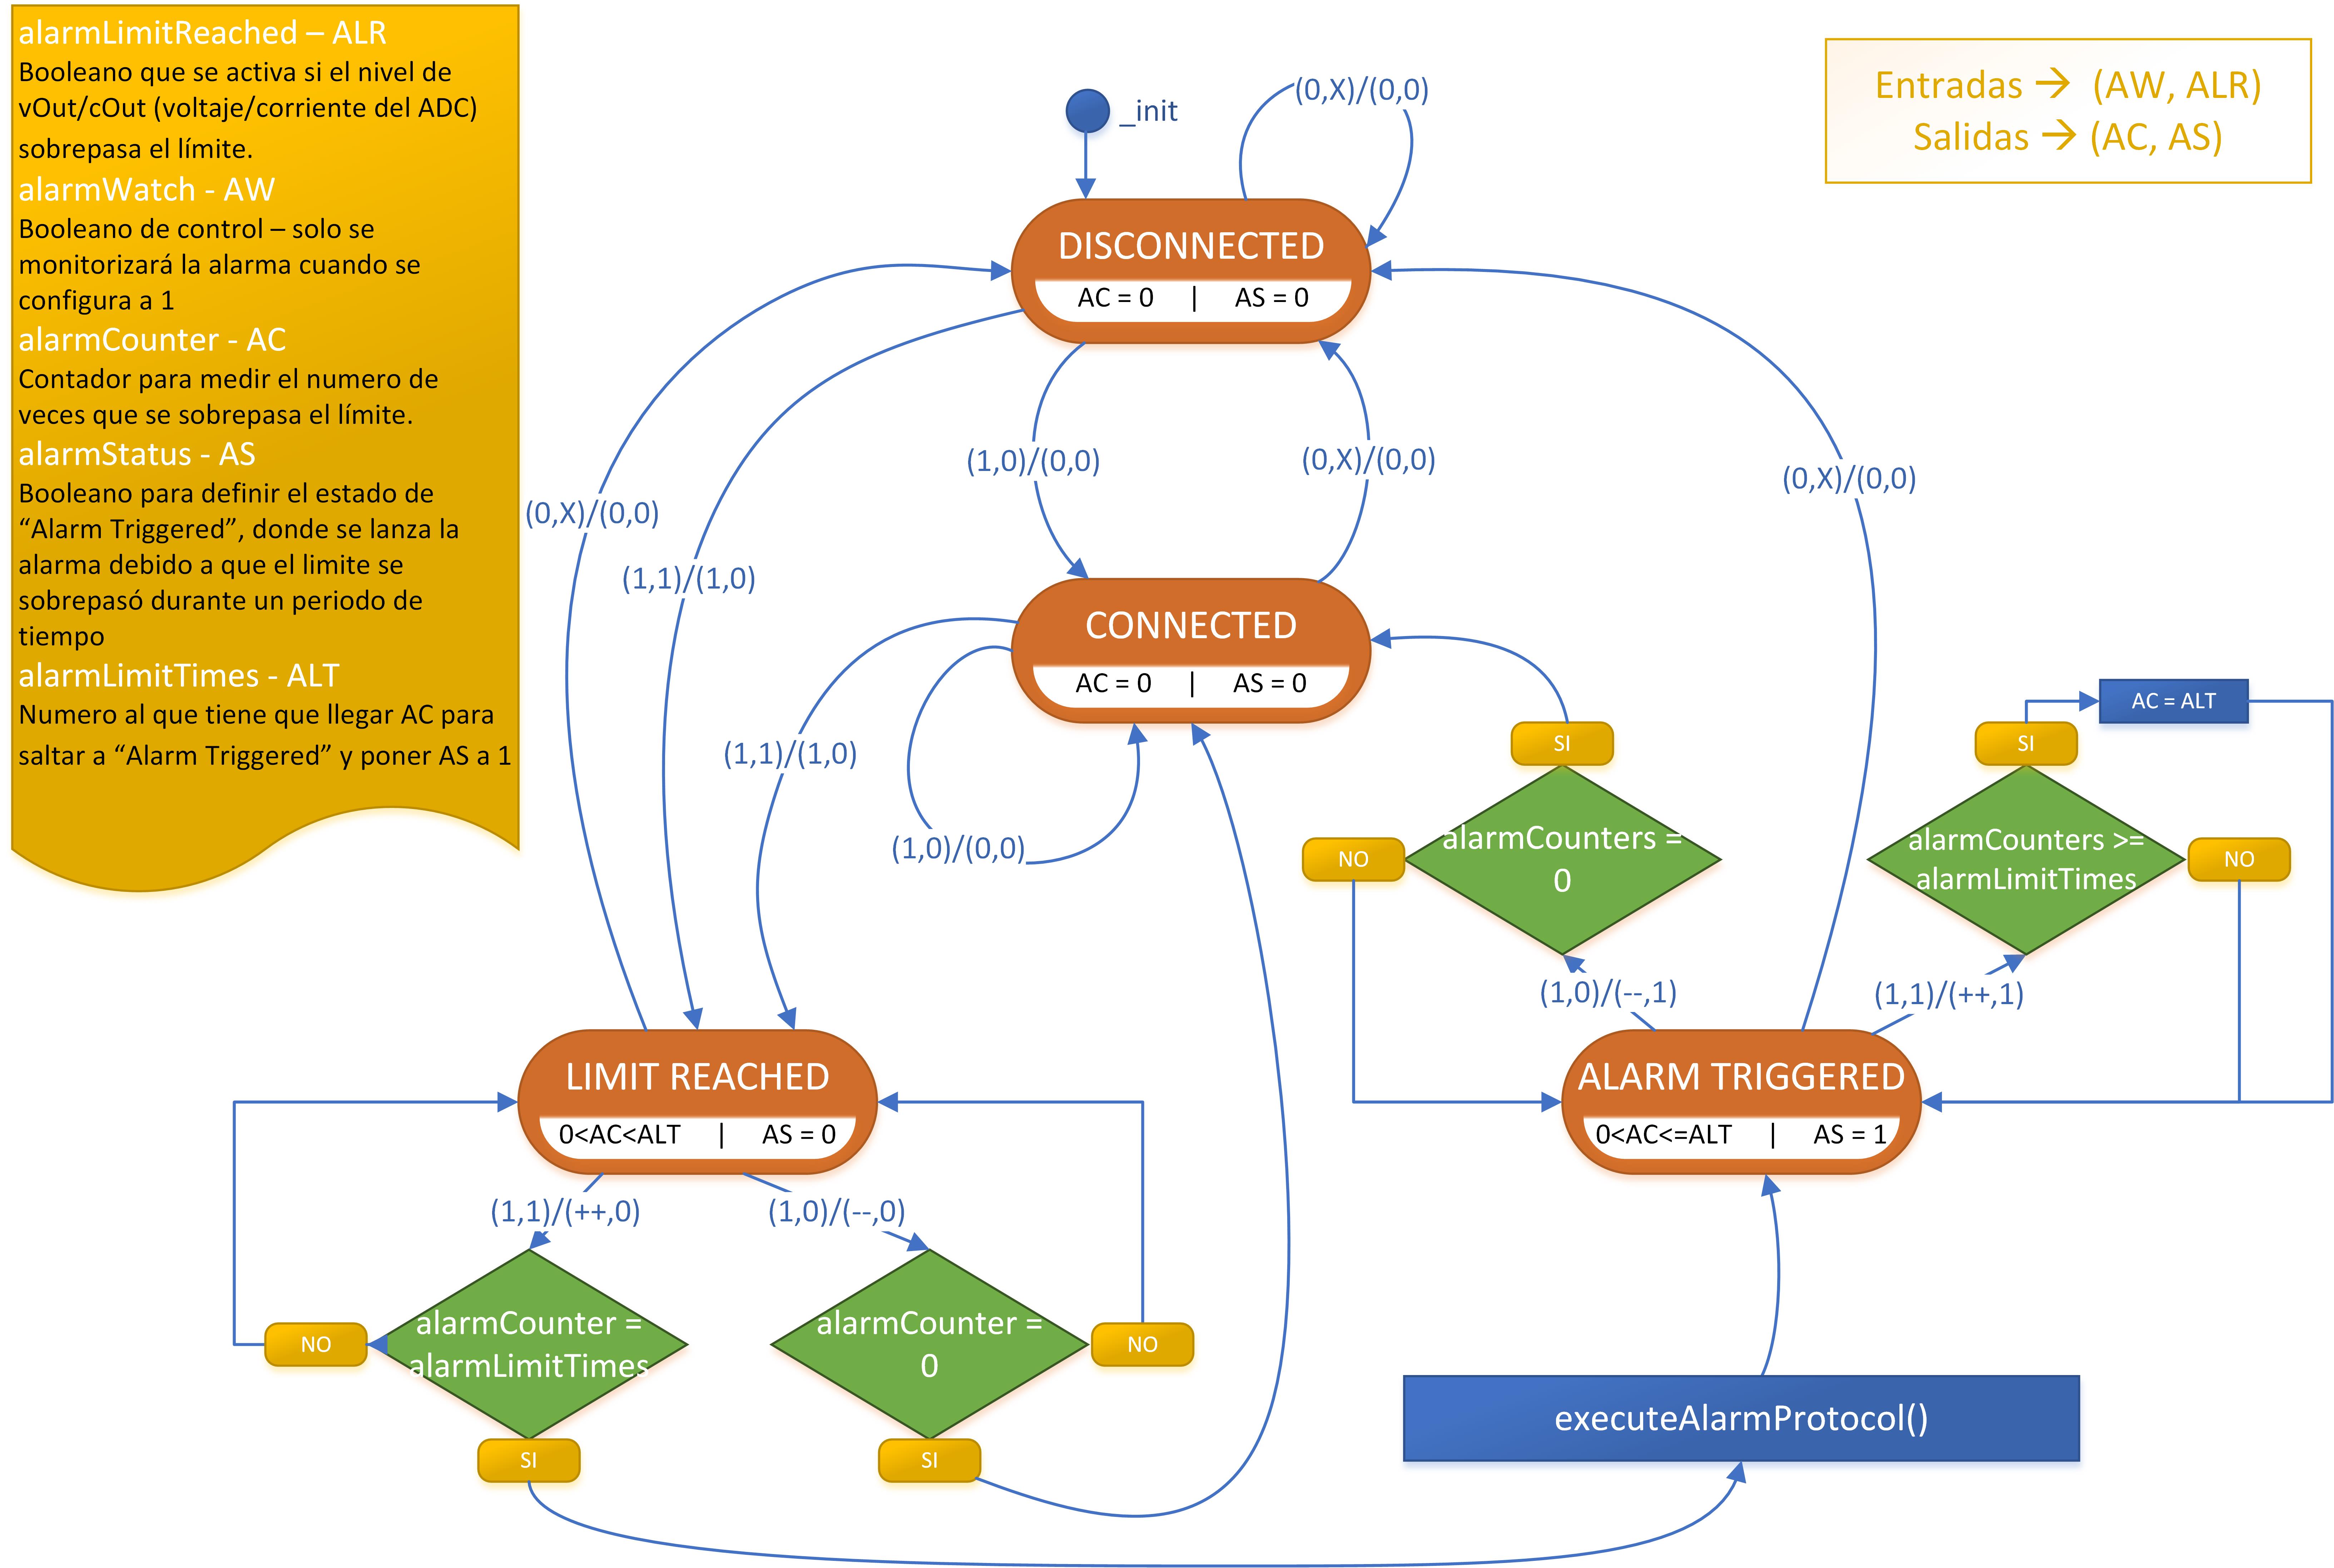 alarmLimitReached – ALR
Booleano que se activa si el nivel de
vOut/cOut (voltaje/corriente del ADC)
sobrepasa el límite.
alarmWatch - AW
Booleano de control – solo se
monitorizará la alarma cuando se
configura a 1
alarmCounter - AC
Contador para medir el numero de
veces que se sobrepasa el límite.
alarmStatus - AS
Booleano para definir el estado de
“Alarm Triggered”, donde se lanza la
alarma debido a que el limite se
sobrepasó durante un periodo de
tiempo
alarmLimitTimes - ALT
Numero al que tiene que llegar AC para
saltar a “Alarm Triggered” y poner AS a 1
Entradas → (AW, ALR)
Salidas → (AC, AS)
_init
(0,X)/(0,0)
DISCONNECTED
AC = 0 | AS = 0
(1,0)/(0,0)
(0,X)/(0,0)
(0,X)/(0,0)
(0,X)/(0,0)
(1,1)/(1,0)
CONNECTED
AC = 0 | AS = 0
(1,1)/(1,0)
(1,0)/(0,0)
SI
alarmCounters =
0
NO
AC = ALT
SI
alarmCounters >=
alarmLimitTimes
NO
(1,0)/(--,1)
(1,1)/(++,1)
LIMIT REACHED
0<AC<ALT | AS = 0
ALARM TRIGGERED
0<AC<=ALT | AS = 1
(1,1)/(++,0)
(1,0)/(--,0)
NO
alarmCounter =
alarmLimitTimes
SI
alarmCounter =
0
NO
SI
executeAlarmProtocol()